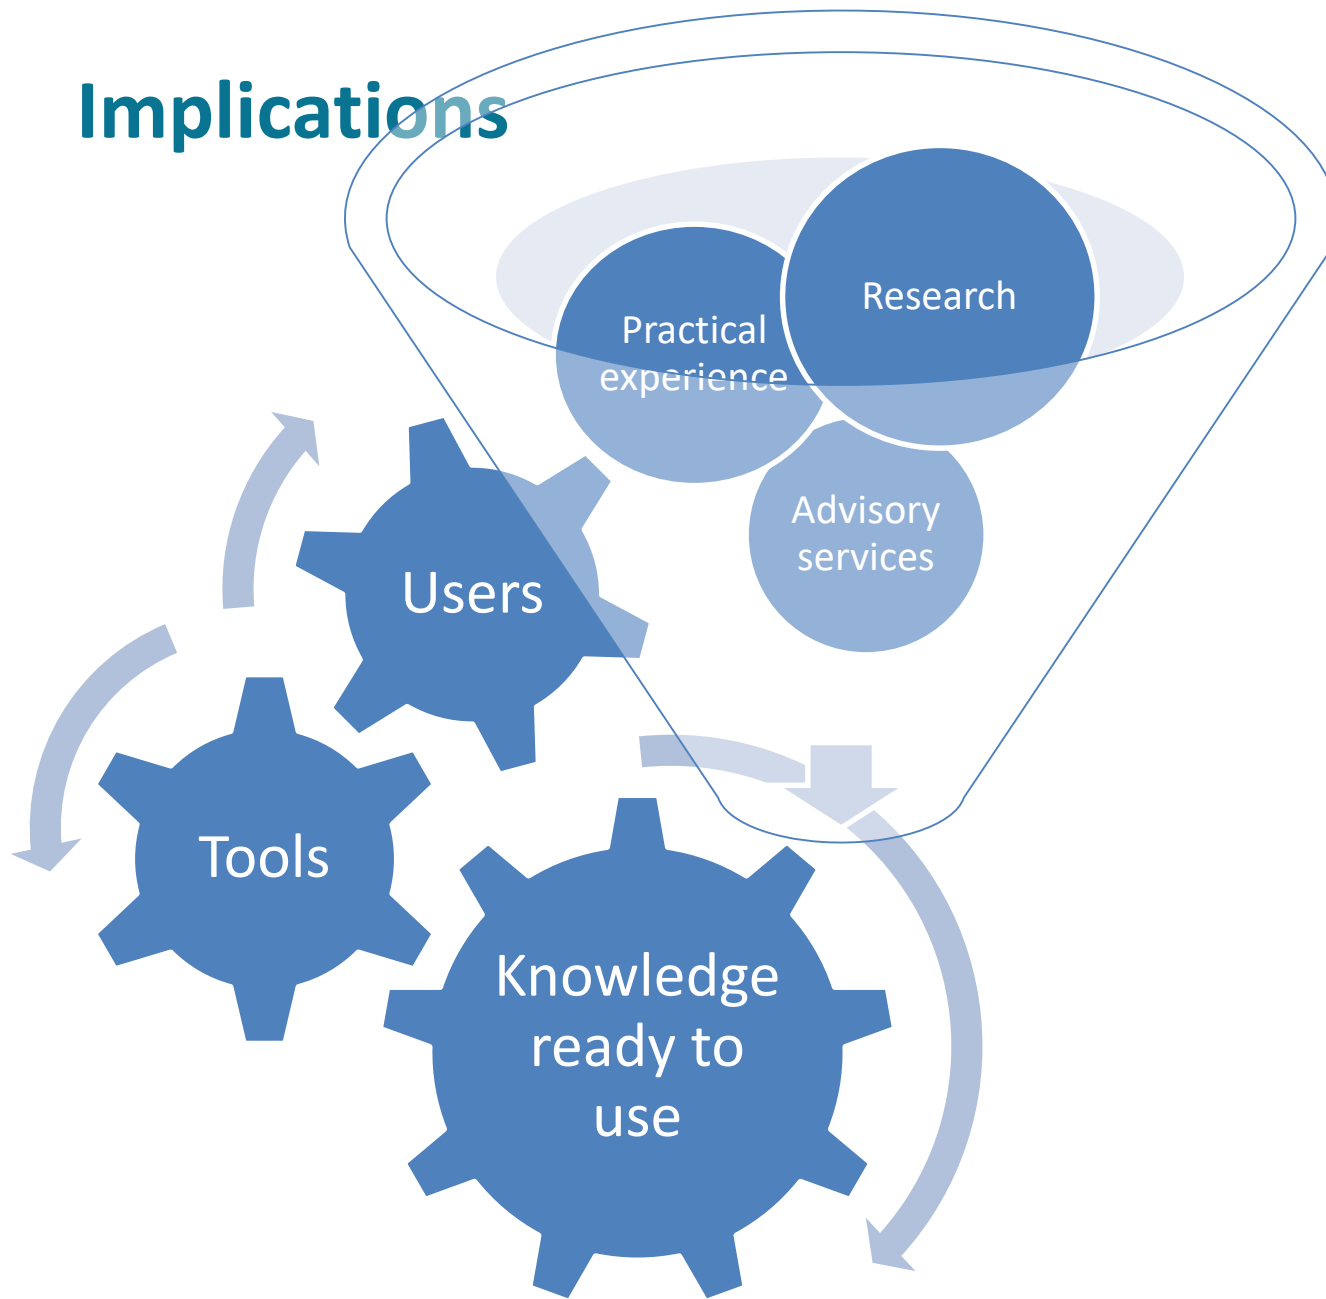 Implications
Research
Practical
experience
Advisory
services
Users
Tools
Knowledge
ready to
use